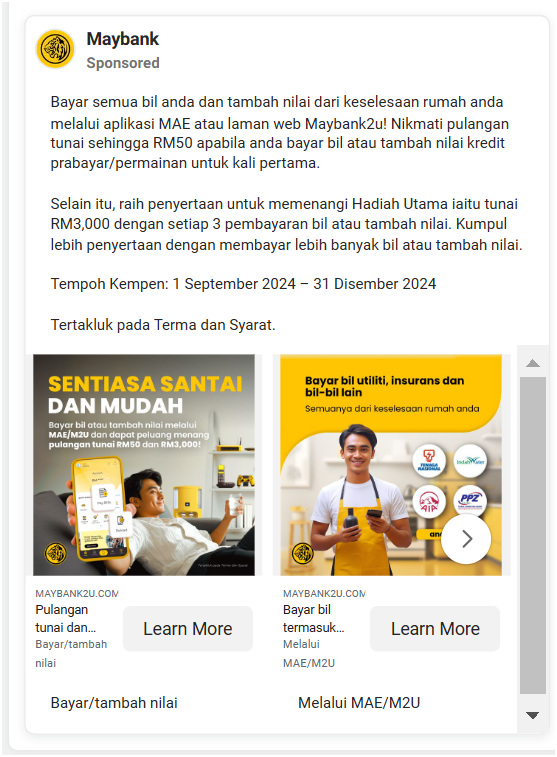 Maybank
Sponsored
Bayar semua bil anda dan tambah nilai dari keselesaan rumah anda
melalui aplikasi MAE atau laman web Maybank2u! Nikmati pulangan
tunai sehingga RM50 apabila anda bayar bil atau tambah nilai kredit
prabayar/permainan untuk kali pertama.
Selain itu, raih penyertaan untuk memenangi Hadiah Utama iaitu tunai
RM3,000 dengan setiap 3 pembayaran bil atau tambah nilai. Kumpul
lebih penyertaan dengan membayar lebih banyak bil atau tambah nilai.
Tempoh Kempen: 1 September 2024 – 31 Disember 2024
Tertakluk pada Terma dan Syarat.
SENTIASA SANTAI
DAN MUDAH
Bayar bil atau tambah nilai melalui
MAE/M2U dan dapat peluang menang
pulangan tunai RM50 dan RM3,000!
Tertakluk pada Terma dan Syarat
Bayar bil utiliti, insurans dan
bil-bil lain
Semuanya dari keselesaan rumah anda
TENAGA
NASIONAL
AIA
PPZ
MAYBANK2U.COM
Pulangan
tunai dan...
Bayar/tambah
nilai
Learn More
MAYBANK2U.COM
Bayar bil
termasuk...
Melalui
MAE/M2U
Learn More
Bayar/tambah nilai
Melalui MAE/M2U